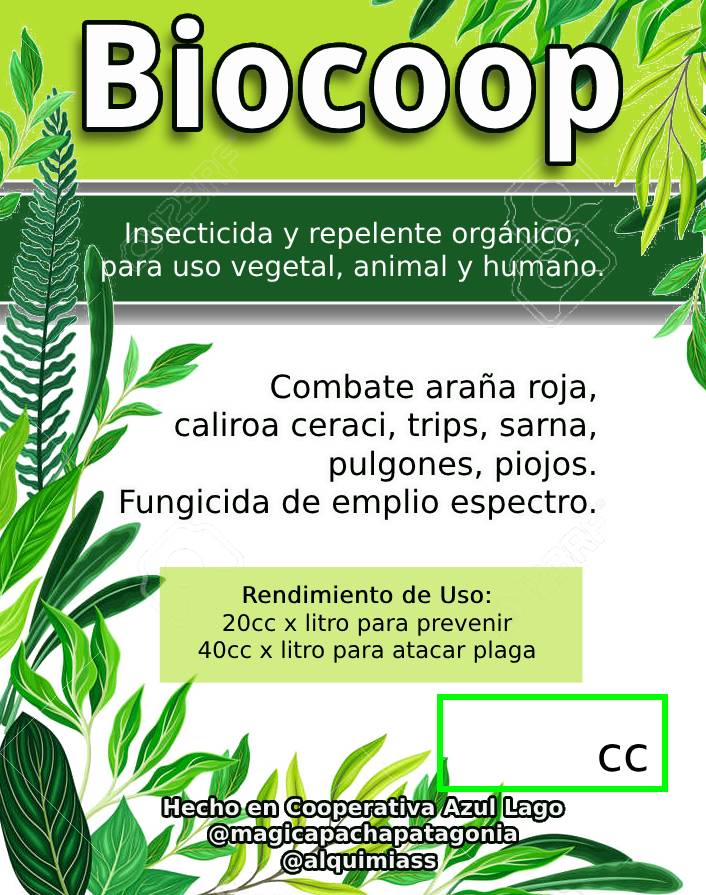 Biocoop
Insecticida y repelente orgánico,
para uso vegetal, animal y humano.
Combate araña roja,
caliroa ceraci, trips, sarna,
pulgones, piojos.
Fungicida de emplio espectro.
Rendimiento de Uso:
20cc x litro para prevenir
40cc x litro para atacar plaga
cc
Hecho en Cooperativa Azul Lago
@magicapachapatagonia
@alquimiass